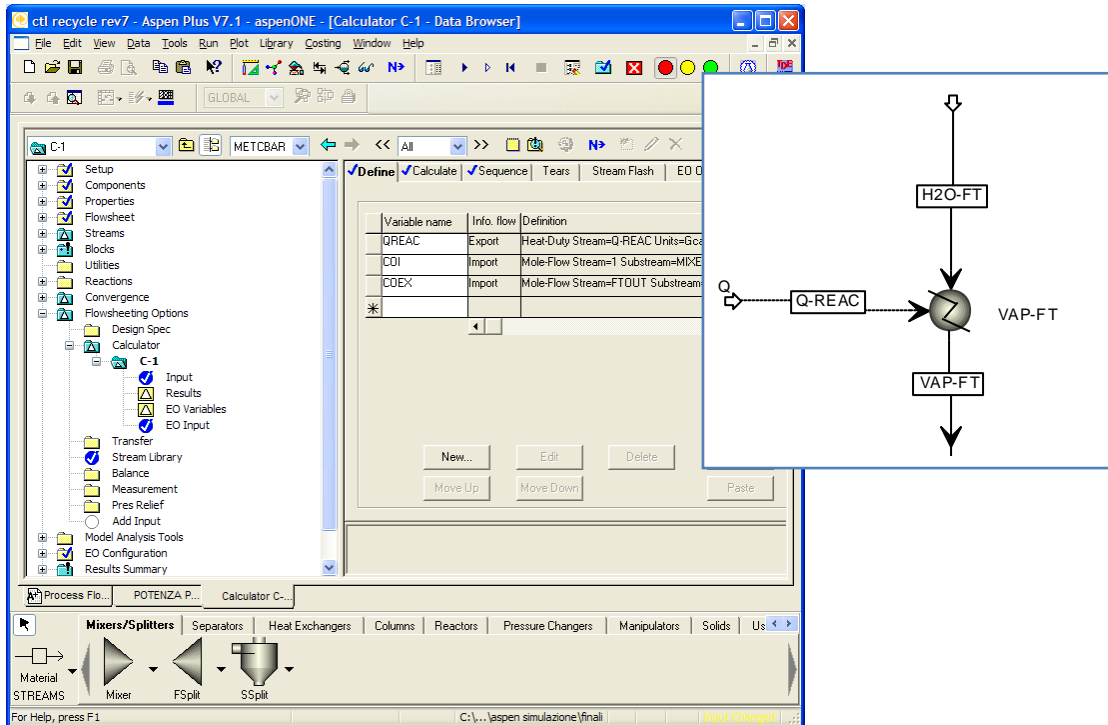 ctl recycle rev7 - Aspen Plus V7.1 - aspenONE - [Calculator C-1 - Data Browser]
File Edit View Data Tools Run Plot Library Costing Window Help
N>
GLOBAL
C-1
METCBAR
<< All >>
N>
Setup
Components
Properties
Flowsheet
Streams
Blocks
Utilities
Reactions
Convergence
Flowsheeting Options
Design Spec
Calculator
C-1
Input
Results
EO Variables
EO Input
Transfer
Stream Library
Balance
Measurement
Pres Relief
Add Input
Model Analysis Tools
EO Configuration
Results Summary
Define Calculate Sequence Tears Stream Flash EO O
Variable name Info. flow Definition
QREAC Export Heat-Duty Stream=Q-REAC Units=Gca
COI Import Mole-Flow Stream=1 Substream=MIXE
COEX Import Mole-Flow Stream=FTOUT Substream=
New... Edit Delete
Move Up Move Down Paste
H2O-FT
Q
Q-REAC
VAP-FT
VAP-FT
Process Flo... POTENZA P... Calculator C-...
Mixers/Splitters Separators Heat Exchangers Columns Reactors Pressure Changers Manipulators Solids Us
Material
STREAMS Mixer FSplit SSplit
For Help, press F1 C:\...\aspen simulazione\finali Input Changed